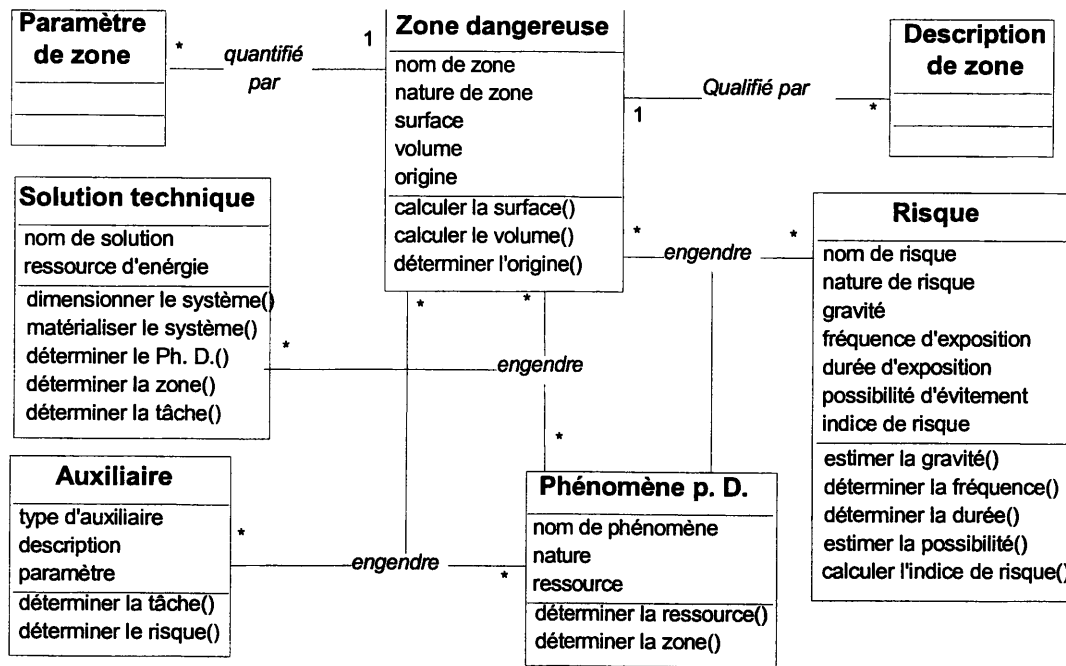 Paramètre
de zone
*
quantifié
par
1
Zone dangereuse
nom de zone
nature de zone
surface
volume
origine
calculer la surface()
calculer le volume()
déterminer l'origine()
1
Qualifié par
*
Description
de zone
Solution technique
nom de solution
ressource d'enérgie
dimensionner le système()
matérialiser le système()
déterminer le Ph. D.()
déterminer la zone()
déterminer la tâche()
*
engendre
*
Risque
nom de risque
nature de risque
gravité
fréquence d'exposition
durée d'exposition
possibilité d'évitement
indice de risque
estimer la gravité()
déterminer la fréquence()
déterminer la durée()
estimer la possibilité()
calculer l'indice de risque()
*
*
*
engendre
*
Auxiliaire
type d'auxiliaire
description
paramètre
déterminer la tâche()
déterminer le risque()
*
engendre
*
Phénomène p. D.
nom de phénomène
nature
ressource
déterminer la ressource()
déterminer la zone()